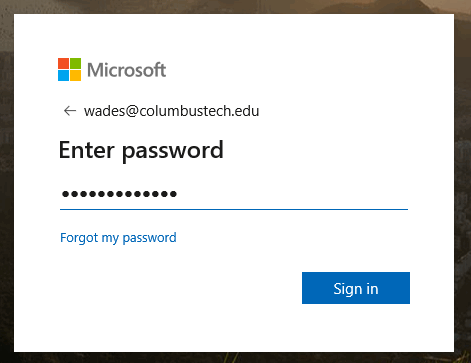 Microsoft
← wades@columbustech.edu
Enter password
•••••••••••••
Forgot my password
Sign in